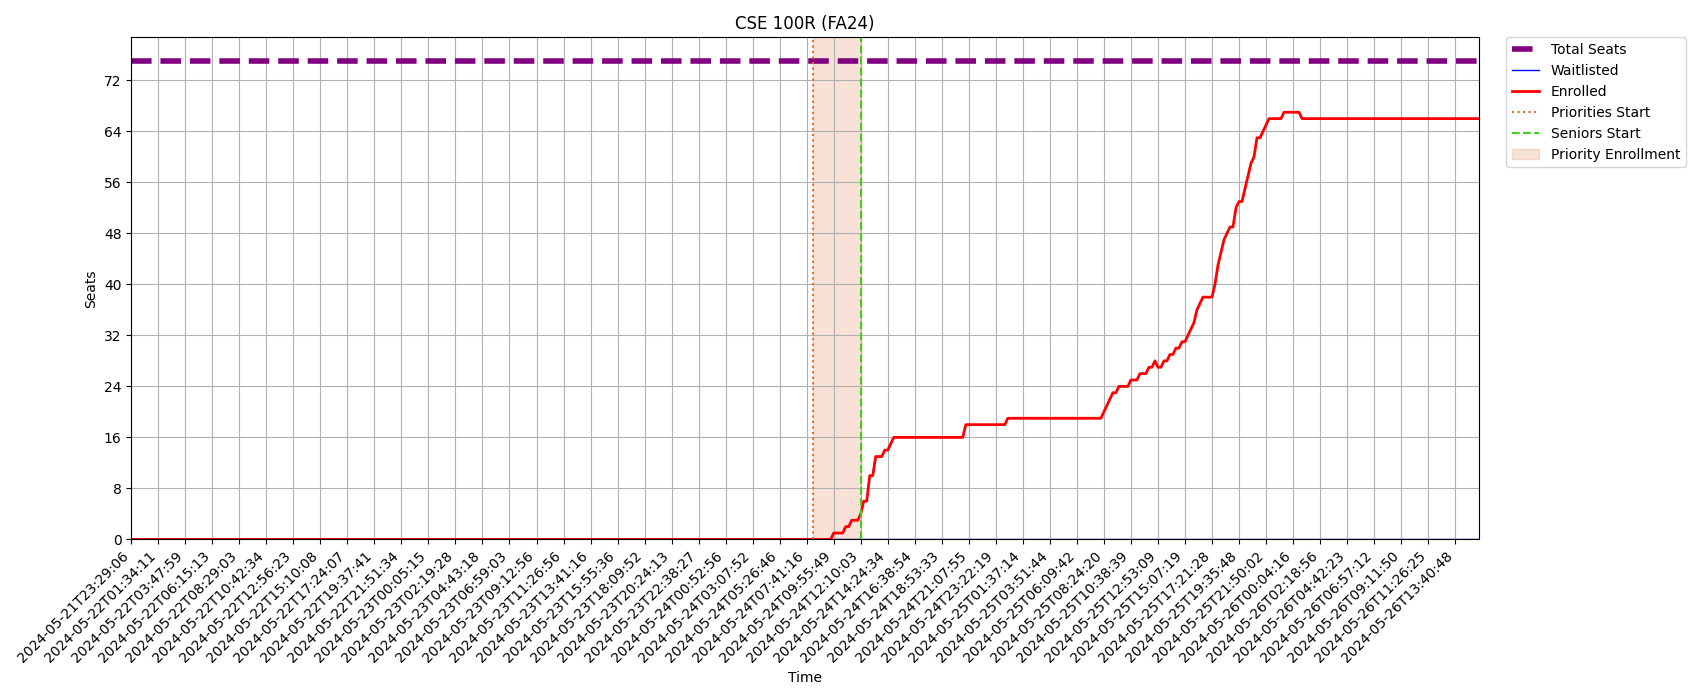 CSE 100R (FA24)
Total Seats
Waitlisted
Enrolled
Priorities Start
Seniors Start
Priority Enrollment
Seats
72
64
56
48
40
32
24
16
8
0
2024-05-21T23:29:06
2024-05-22T01:34:11
2024-05-22T03:47:59
2024-05-22T06:15:13
2024-05-22T08:29:03
2024-05-22T10:42:34
2024-05-22T12:56:23
2024-05-22T15:10:08
2024-05-22T17:24:07
2024-05-22T19:37:41
2024-05-22T21:51:34
2024-05-23T00:05:15
2024-05-23T02:19:28
2024-05-23T04:43:18
2024-05-23T06:59:03
2024-05-23T09:12:56
2024-05-23T11:26:56
2024-05-23T13:41:16
2024-05-23T15:55:36
2024-05-23T18:09:52
2024-05-23T20:24:13
2024-05-23T22:38:27
2024-05-24T00:52:56
2024-05-24T03:07:52
2024-05-24T05:26:46
2024-05-24T07:41:16
2024-05-24T09:55:49
2024-05-24T12:10:03
2024-05-24T14:24:34
2024-05-24T16:38:54
2024-05-24T18:53:33
2024-05-24T21:07:55
2024-05-24T23:22:19
2024-05-25T01:37:14
2024-05-25T03:51:44
2024-05-25T06:09:42
2024-05-25T08:24:20
2024-05-25T10:38:39
2024-05-25T12:53:09
2024-05-25T15:07:19
2024-05-25T17:21:28
2024-05-25T19:35:48
2024-05-25T21:50:02
2024-05-26T00:04:16
2024-05-26T02:18:56
2024-05-26T04:42:23
2024-05-26T06:57:12
2024-05-26T09:11:50
2024-05-26T11:26:25
2024-05-26T13:40:48
Time